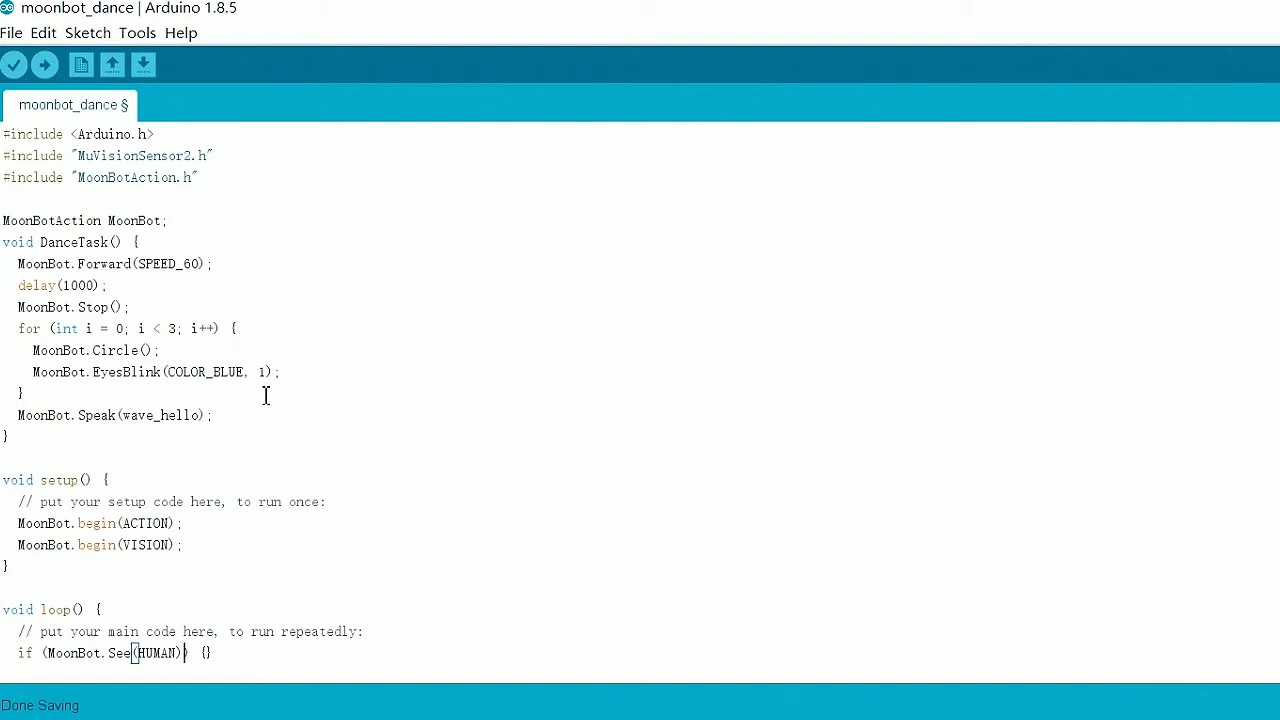 moonbot_dance | Arduino 1.8.5
File Edit Sketch Tools Help
moonbot_dance §
#include <Arduino.h>
#include "MuVisionSensor2.h"
#include "MoonBotAction.h"
MoonBotAction MoonBot;
void DanceTask() {
MoonBot.Forward(SPEED_60);
delay(1000);
MoonBot.Stop();
for (int i = 0; i < 3; i++) {
MoonBot.Circle();
MoonBot.EyesBlink(COLOR_BLUE, 1);
}
MoonBot.Speak(wave_hello);
}
void setup() {
// put your setup code here, to run once:
MoonBot.begin(ACTION);
MoonBot.begin(VISION);
}
void loop() {
// put your main code here, to run repeatedly:
if (MoonBot.See(HUMAN)) {}
Done Saving.